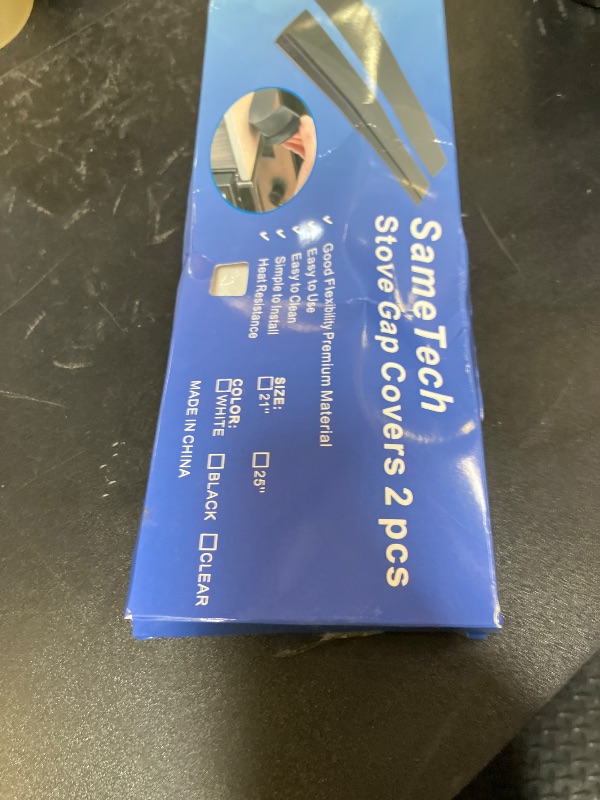 SameTech
Stove Gap Covers 2 pcs
✓ Good Flexibility Premium Material
✓ Easy to Use
✓ Easy to Clean
✓ Simple to Install
✓ Heat Resistance
SIZE:
☐ 21" ☐ 25"
COLOR:
☐ WHITE ☐ BLACK ☐ CLEAR
MADE IN CHINA